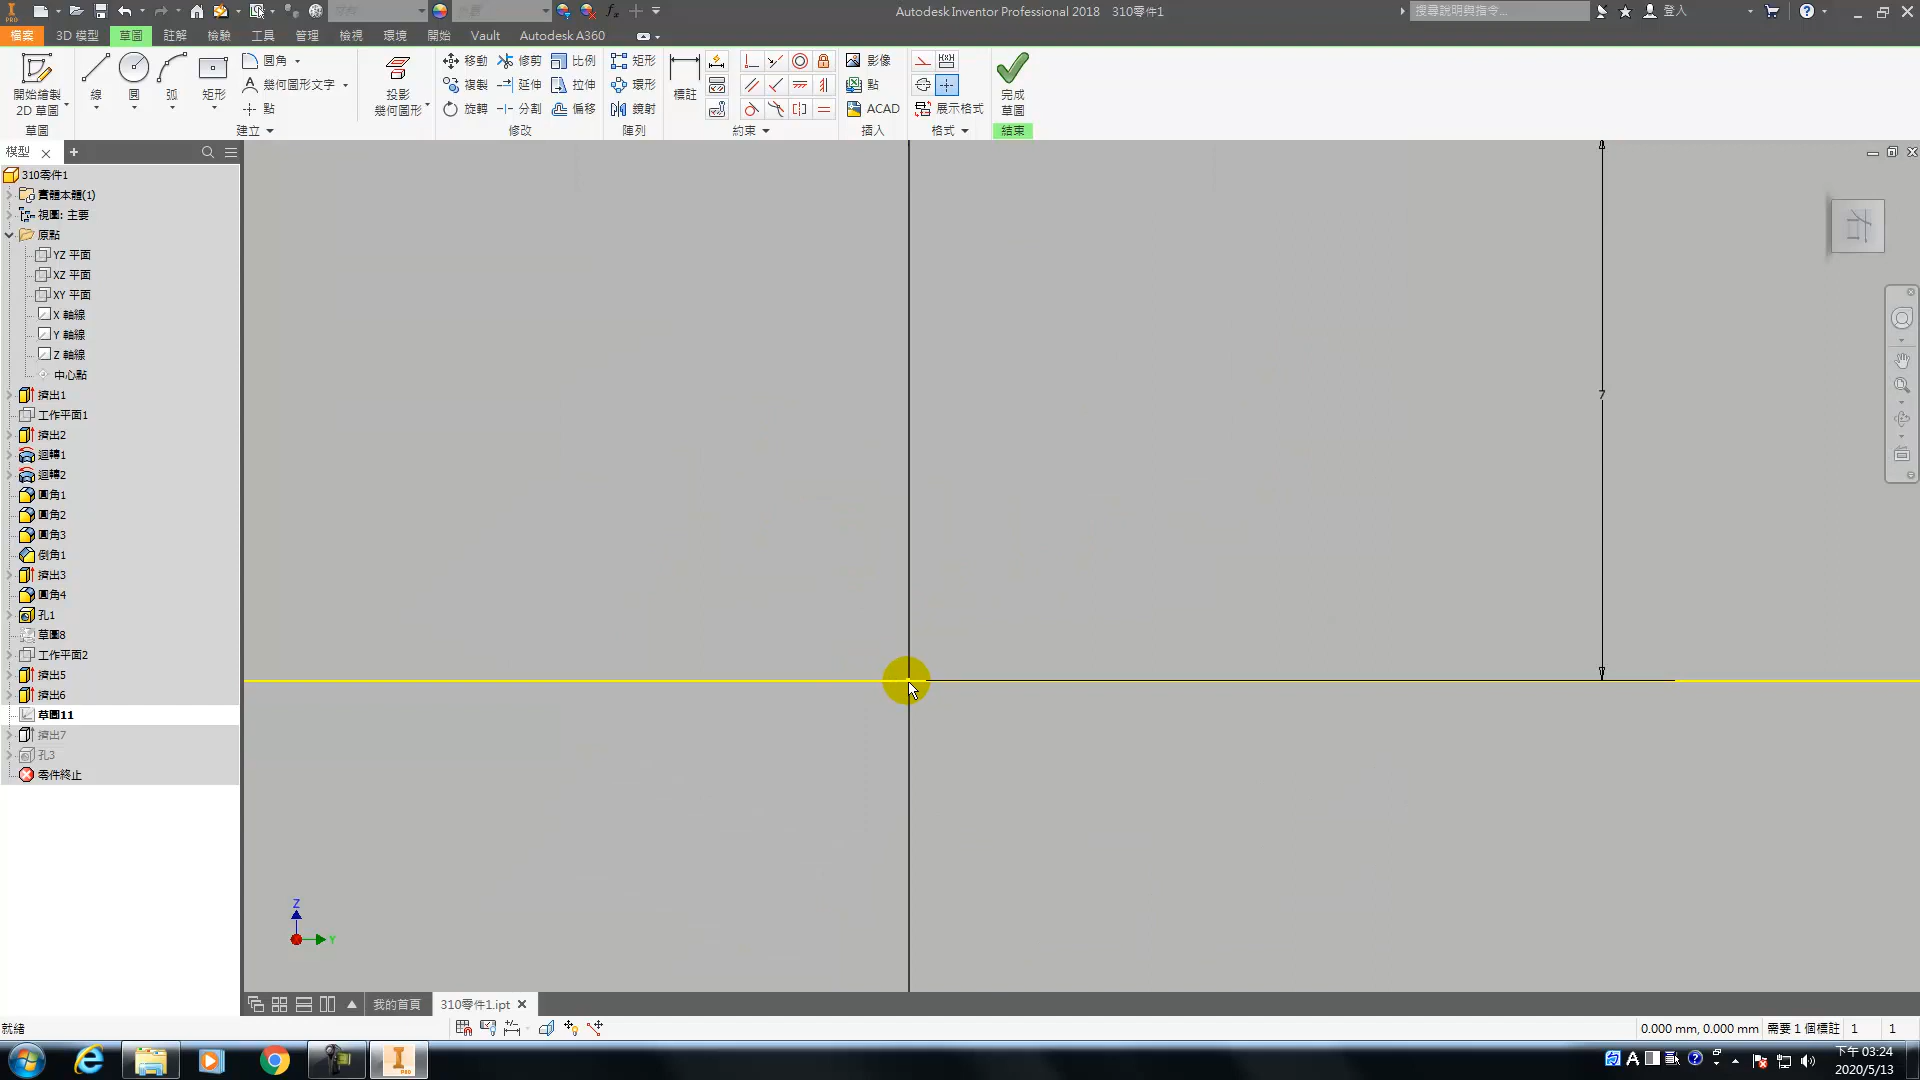 Autodesk Inventor Professional 2018 310零件1
搜尋說明與指令...
登入
檔案 3D 模型 草圖 註解 檢驗 工具 管理 檢視 環境 開始 Vault Autodesk A360
開始繪製
2D 草圖
草圖
線 圓 弧 矩形
圓角
幾何圖形文字
點
建立
投影
幾何圖形
移動 修剪 比例
複製 延伸 拉伸
旋轉 分割 偏移
修改
矩形
環形
鏡射
陣列
標註
約束
影像
點
ACAD
插入
展示格式
格式
完成
草圖
結束
模型
310零件1
實體本體(1)
視圖: 主要
原點
YZ 平面
XZ 平面
XY 平面
X 軸線
Y 軸線
Z 軸線
中心點
擠出1
工作平面1
擠出2
迴轉1
迴轉2
圓角1
圓角2
圓角3
倒角1
擠出3
圓角4
孔1
草圖8
工作平面2
擠出5
擠出6
草圖11
擠出7
孔3
零件終止
7
Z
Y
我的首頁 310零件1.ipt
就緒
0.000 mm, 0.000 mm 需要 1 個標註 1 1
下午 03:24
2020/5/13